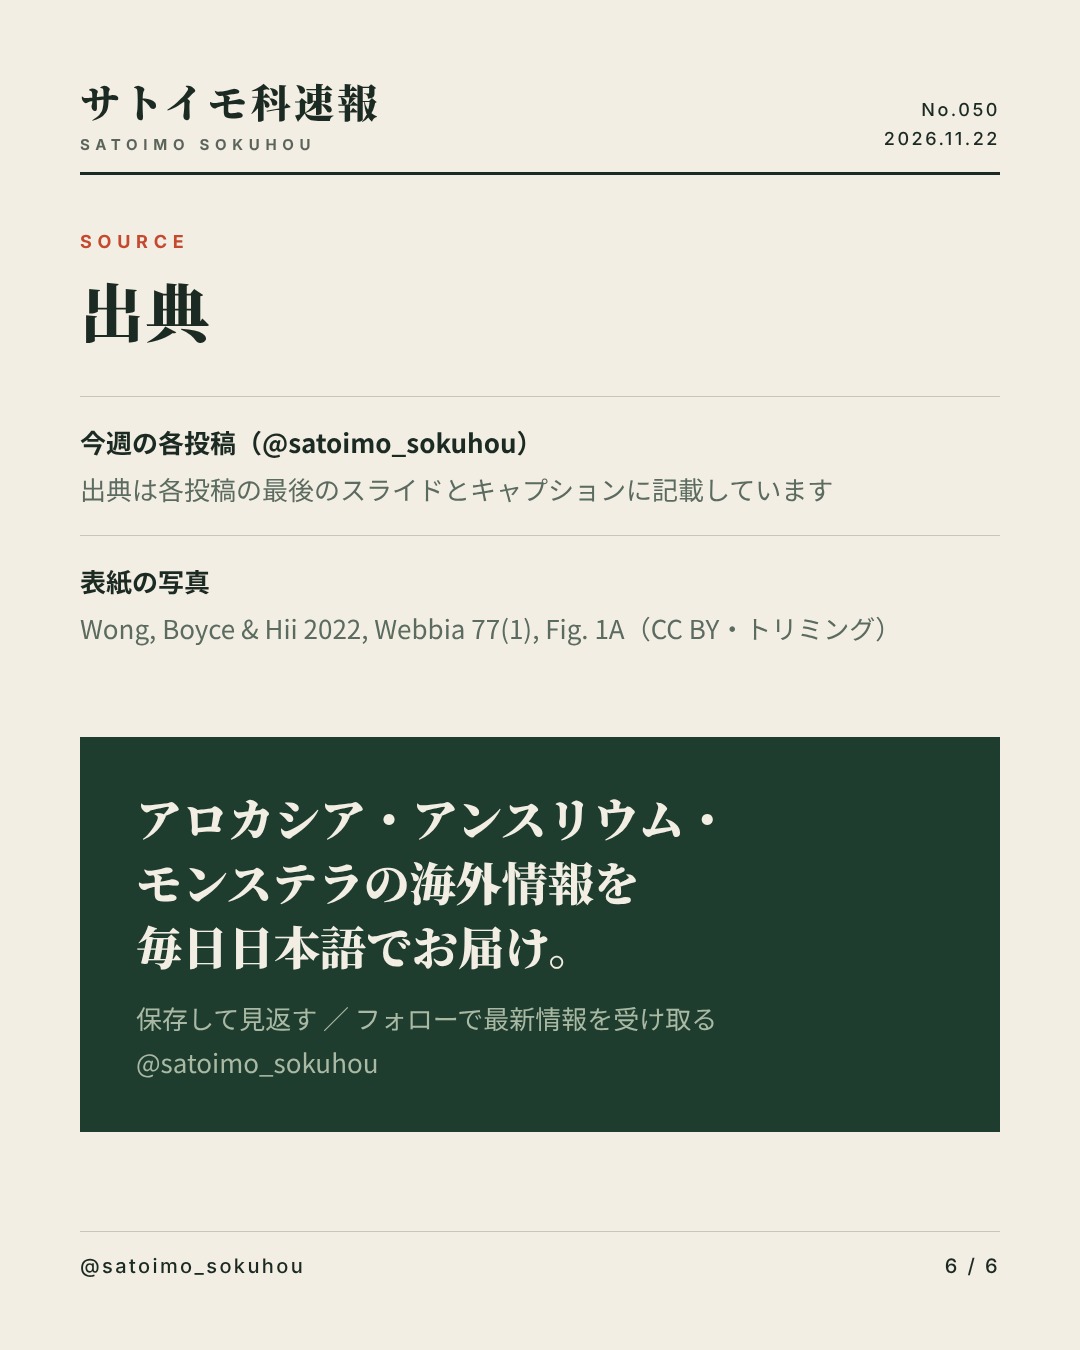 サトイモ科速報
SATOIMO SOKUHOU
No.050
2026.11.22
SOURCE
出典
今週の各投稿（@satoimo_sokuhou）
出典は各投稿の最後のスライドとキャプションに記載しています
表紙の写真
Wong, Boyce & Hii 2022, Webbia 77(1), Fig. 1A（CC BY・トリミング）
アロカシア・アンスリウム・
モンステラの海外情報を
毎日日本語でお届け。
保存して見返す ／ フォローで最新情報を受け取る
@satoimo_sokuhou
@satoimo_sokuhou
6 / 6